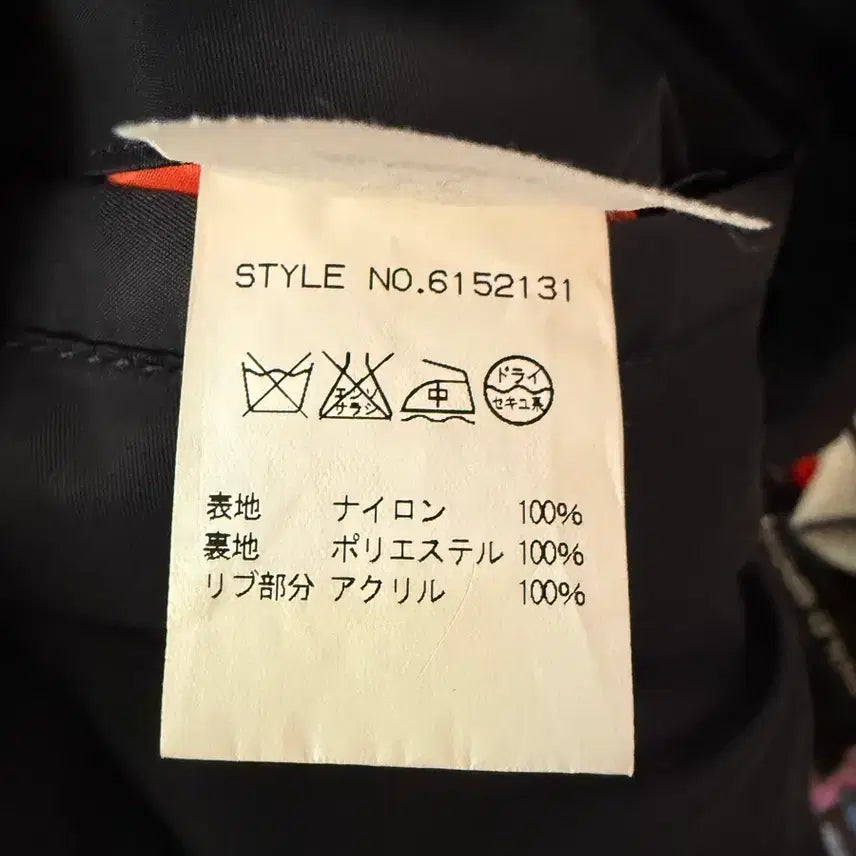 STYLE NO.6152131
エンソ
サラシ
中
ドライ
セキユ系
表地 ナイロン 100%
裏地 ポリエステル 100%
リブ部分 アクリル 100%